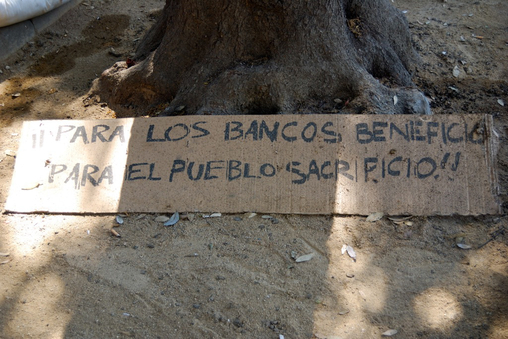 ¡¡PARA LOS BANCOS BENEFICIO
PARA EL PUEBLO SACRIFICIO!!